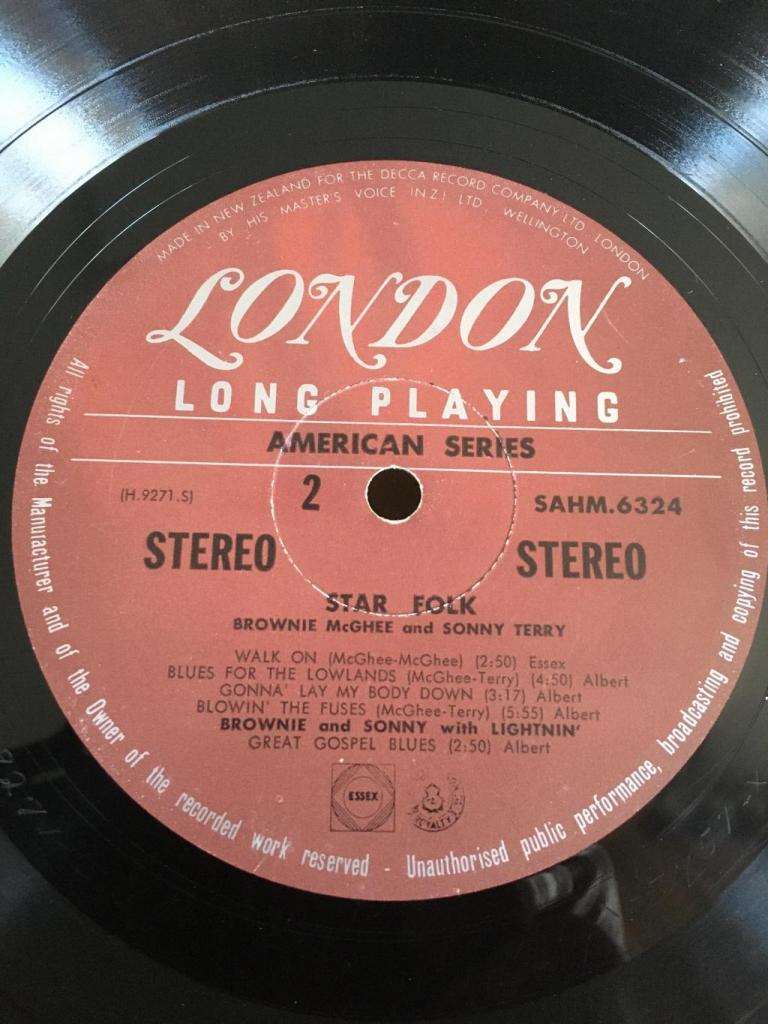 MADE IN NEW ZEALAND FOR THE DECCA RECORD COMPANY LTD. LONDON
BY HIS MASTER'S VOICE (N.Z.) LTD. WELLINGTON
LONDON
LONG PLAYING
AMERICAN SERIES
(H.9271.S)
2
SAHM.6324
STEREO
STEREO
STAR FOLK
BROWNIE McGHEE and SONNY TERRY
WALK ON (McGhee-McGhee) (2:50) Essex
BLUES FOR THE LOWLANDS (McGhee-Terry) (4:50) Albert
GONNA' LAY MY BODY DOWN (3:17) Albert
BLOWIN' THE FUSES (McGhee-Terry) (5:55) Albert
BROWNIE and SONNY with LIGHTNIN'
GREAT GOSPEL BLUES (2:50) Albert
ESSEX
All rights of the Manufacturer and of the Owner of the recorded work reserved - Unauthorised public performance, broadcasting and copying of this record prohibited